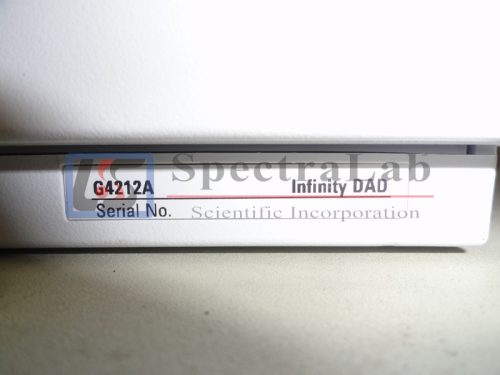 SpectraLab
G4212A Infinity DAD
Serial No. Scientific Incorporation